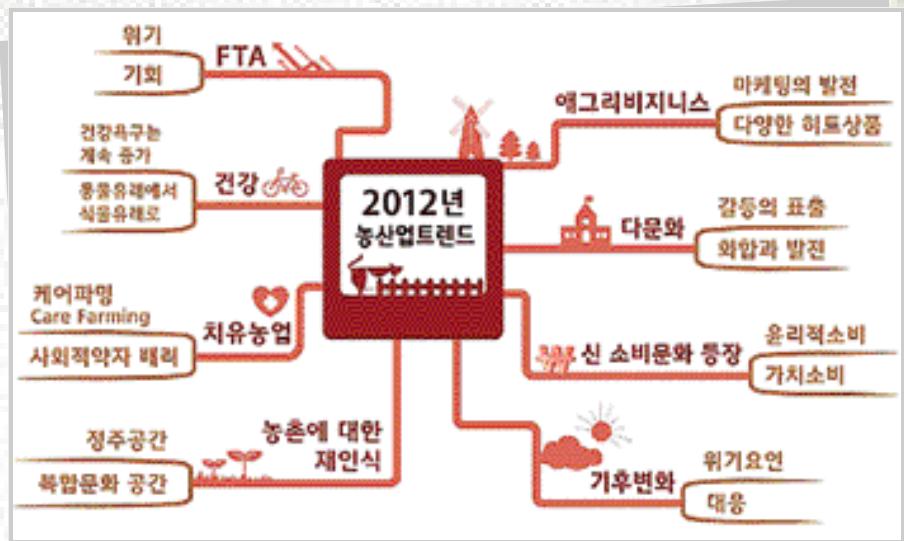 2012년
농산업트렌드
FTA
위기
기회
건강
건강욕구는
계속 증가
동물유래에서
식물유래로
치유농업
케어파밍
Care Farming
사회적약자 배려
농촌에 대한
재인식
정주공간
복합문화 공간
애그리비지니스
마케팅의 발전
다양한 히트상품
다문화
갈등의 표출
화합과 발전
신 소비문화 등장
윤리적소비
가치소비
기후변화
위기요인
대응